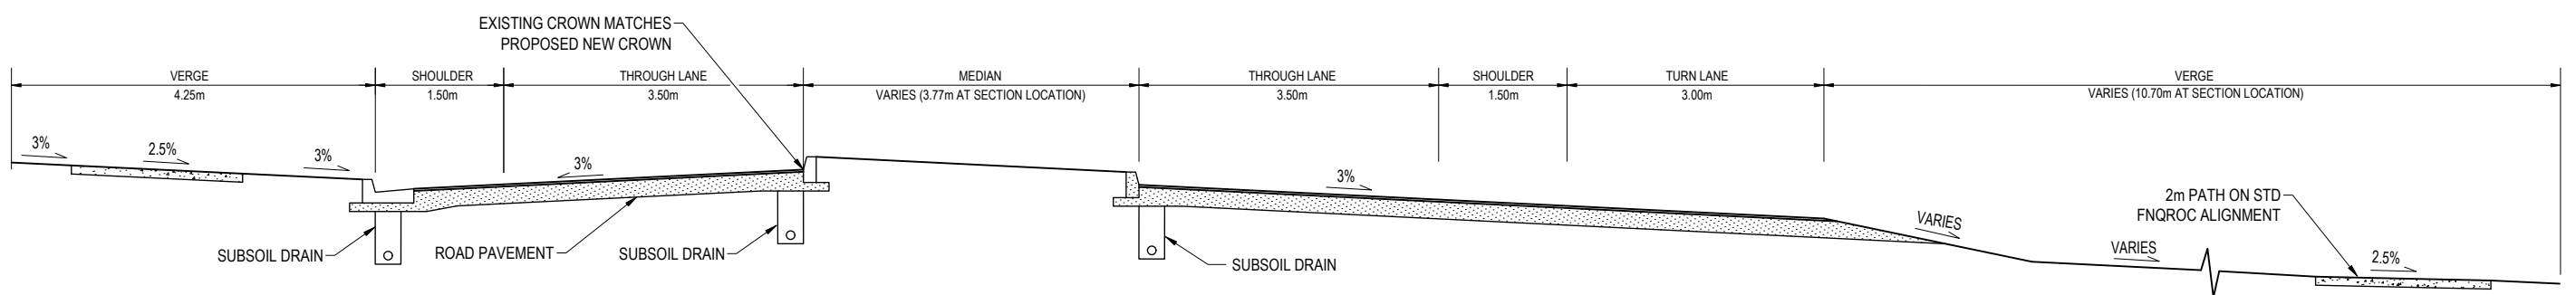 EXISTING CROWN MATCHES
PROPOSED NEW CROWN
VERGE
4.25m
SHOULDER
1.50m
THROUGH LANE
3.50m
MEDIAN
VARIES (3.77m AT SECTION LOCATION)
THROUGH LANE
3.50m
SHOULDER
1.50m
TURN LANE
3.00m
VERGE
VARIES (10.70m AT SECTION LOCATION)
3%
2.5%
3%
3%
3%
VARIES
VARIES
2m PATH ON STD
FNQROC ALIGNMENT
2.5%
SUBSOIL DRAIN
ROAD PAVEMENT
SUBSOIL DRAIN
SUBSOIL DRAIN